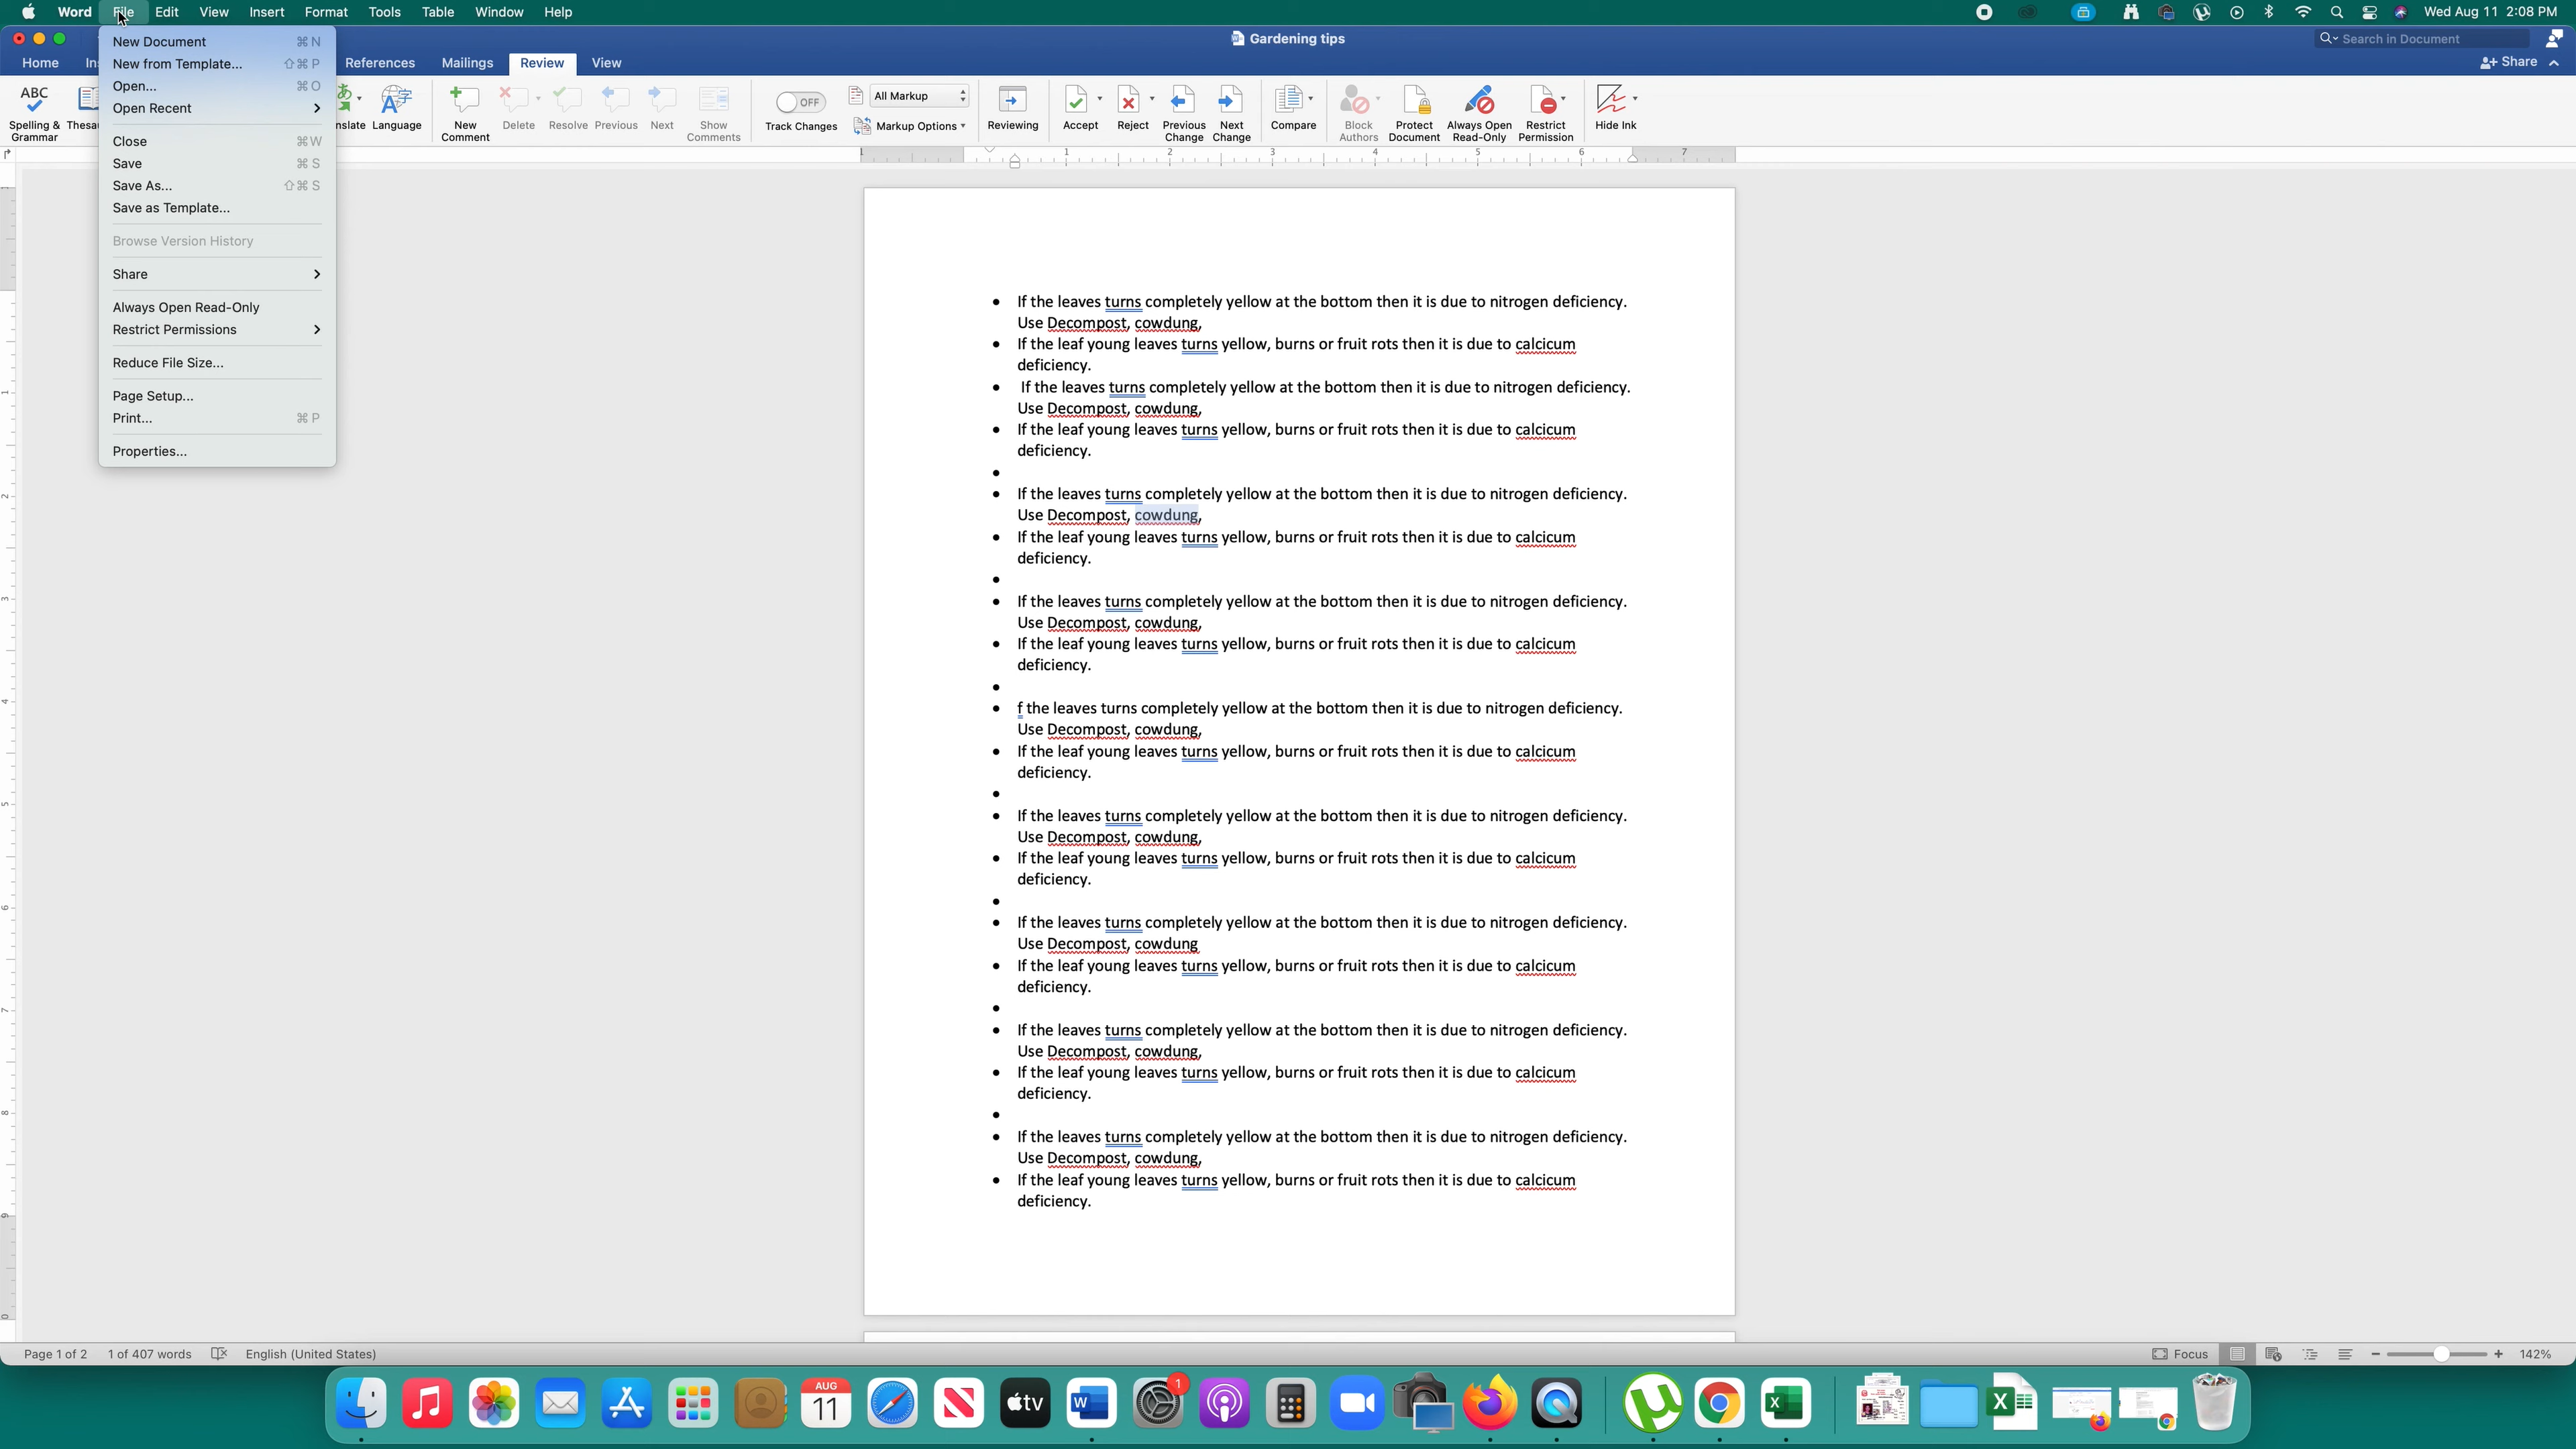 Word File Edit View Insert Format Tools Table Window Help Wed Aug 11 2:08 PM
Gardening tips Search in Document
Home Ins References Mailings Review View Share
New Document ⌘ N
New from Template... ⇧⌘ P
Open... ⌘ O
Open Recent
Close ⌘ W
Save ⌘ S
Save As... ⇧⌘ S
Save as Template...
Browse Version History
Share
Always Open Read-Only
Restrict Permissions
Reduce File Size...
Page Setup...
Print... ⌘ P
Properties...
ABC
Spelling & Grammar Thesau nslate Language New Comment Delete Resolve Previous Next Show Comments OFF Track Changes All Markup Markup Options Reviewing Accept Reject Previous Change Next Change Compare Block Authors Protect Document Always Open Read-Only Restrict Permission Hide Ink
1 1 2 3 4 5 6 7
• If the leaves turns completely yellow at the bottom then it is due to nitrogen deficiency.
Use Decompost, cowdung,
• If the leaf young leaves turns yellow, burns or fruit rots then it is due to calcicum
deficiency.
• If the leaves turns completely yellow at the bottom then it is due to nitrogen deficiency.
Use Decompost, cowdung,
• If the leaf young leaves turns yellow, burns or fruit rots then it is due to calcicum
deficiency.
•
• If the leaves turns completely yellow at the bottom then it is due to nitrogen deficiency.
Use Decompost, cowdung,
• If the leaf young leaves turns yellow, burns or fruit rots then it is due to calcicum
deficiency.
•
• If the leaves turns completely yellow at the bottom then it is due to nitrogen deficiency.
Use Decompost, cowdung,
• If the leaf young leaves turns yellow, burns or fruit rots then it is due to calcicum
deficiency.
•
• f the leaves turns completely yellow at the bottom then it is due to nitrogen deficiency.
Use Decompost, cowdung,
• If the leaf young leaves turns yellow, burns or fruit rots then it is due to calcicum
deficiency.
•
• If the leaves turns completely yellow at the bottom then it is due to nitrogen deficiency.
Use Decompost, cowdung,
• If the leaf young leaves turns yellow, burns or fruit rots then it is due to calcicum
deficiency.
•
• If the leaves turns completely yellow at the bottom then it is due to nitrogen deficiency.
Use Decompost, cowdung
• If the leaf young leaves turns yellow, burns or fruit rots then it is due to calcicum
deficiency.
•
• If the leaves turns completely yellow at the bottom then it is due to nitrogen deficiency.
Use Decompost, cowdung,
• If the leaf young leaves turns yellow, burns or fruit rots then it is due to calcicum
deficiency.
•
• If the leaves turns completely yellow at the bottom then it is due to nitrogen deficiency.
Use Decompost, cowdung,
• If the leaf young leaves turns yellow, burns or fruit rots then it is due to calcicum
deficiency.
Page 1 of 2 1 of 407 words English (United States) Focus 142%
AUG
11
tv
1